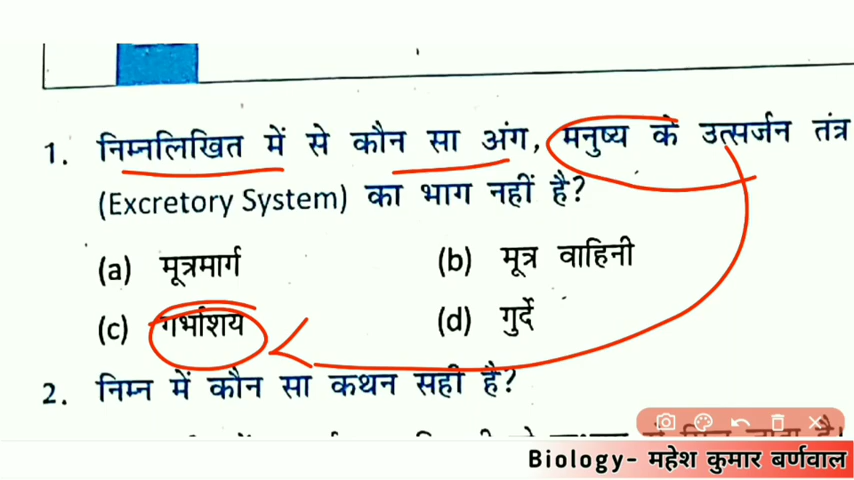 1. निम्नलिखित में से कौन सा अंग, मनुष्य के उत्सर्जन तंत्र
(Excretory System) का भाग नहीं है?
(a) मूत्रमार्ग (b) मूत्र वाहिनी
(c) गर्भाशय (d) गुर्दे
2. निम्न में कौन सा कथन सही है?
Biology- महेश कुमार बर्णवाल